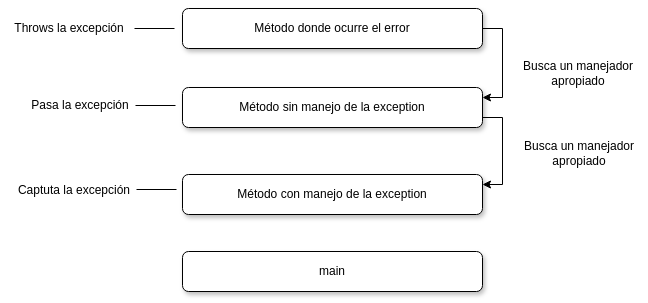 Throws la excepción
Método donde ocurre el error
Busca un manejador
apropiado
Pasa la excepción
Método sin manejo de la exception
Busca un manejador
apropiado
Captuta la excepción
Método con manejo de la exception
main